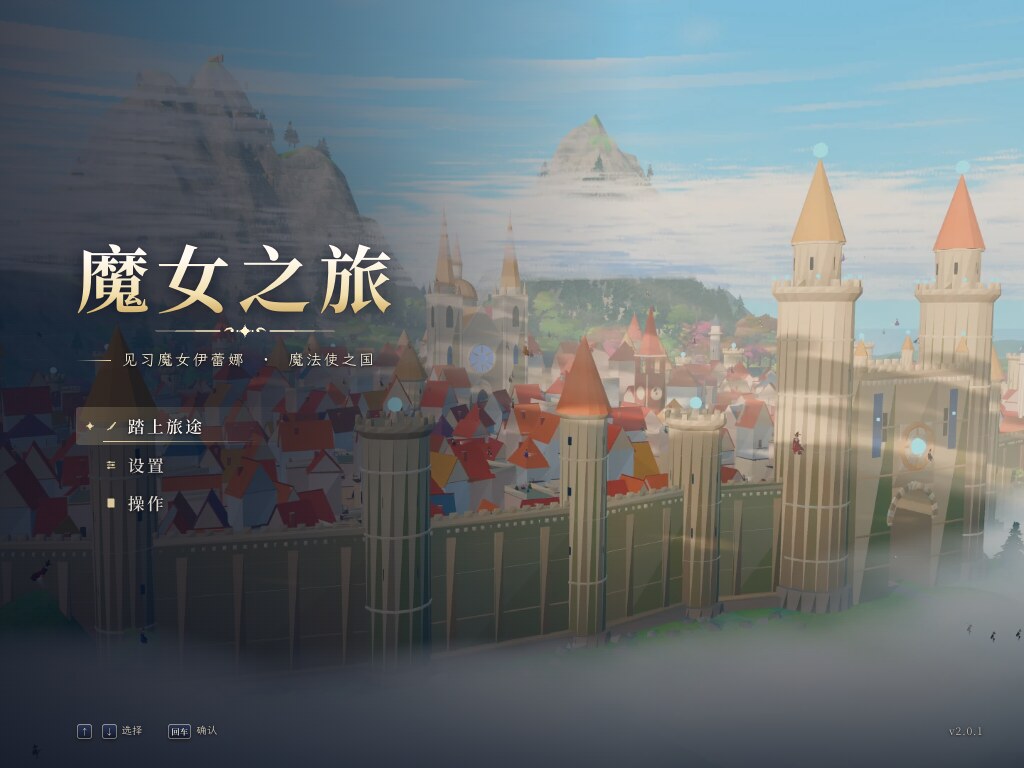 魔女之旅
见习魔女伊蕾娜 · 魔法使之国
踏上旅途
设置
操作
↑ ↓ 选择 回车 确认
v2.0.1